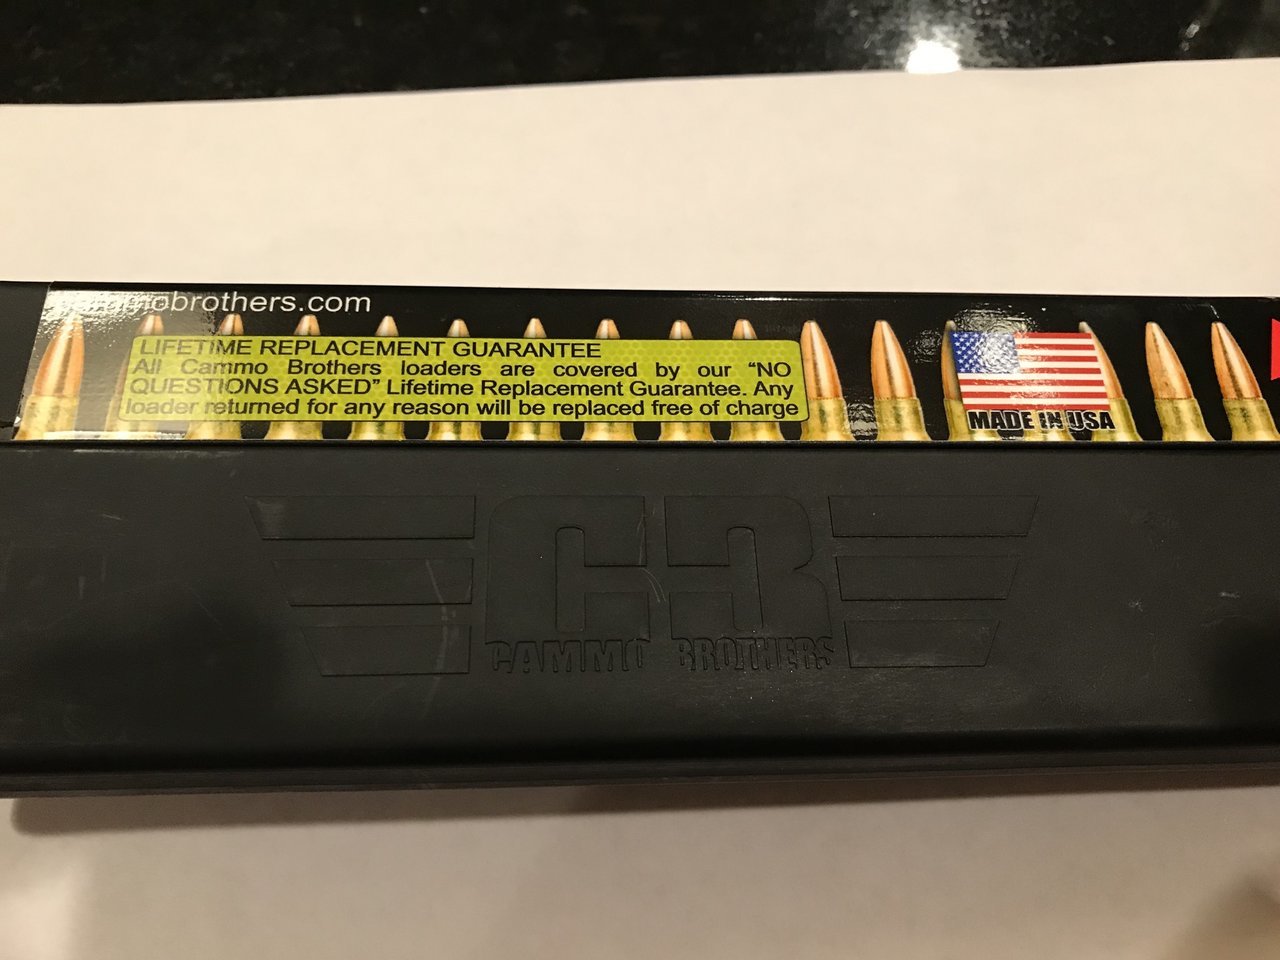 cammobrothers.com
LIFETIME REPLACEMENT GUARANTEE
All Cammo Brothers loaders are covered by our “NO
QUESTIONS ASKED” Lifetime Replacement Guarantee. Any
loader returned for any reason will be replaced free of charge
MADE IN USA
CB
CAMMO BROTHERS